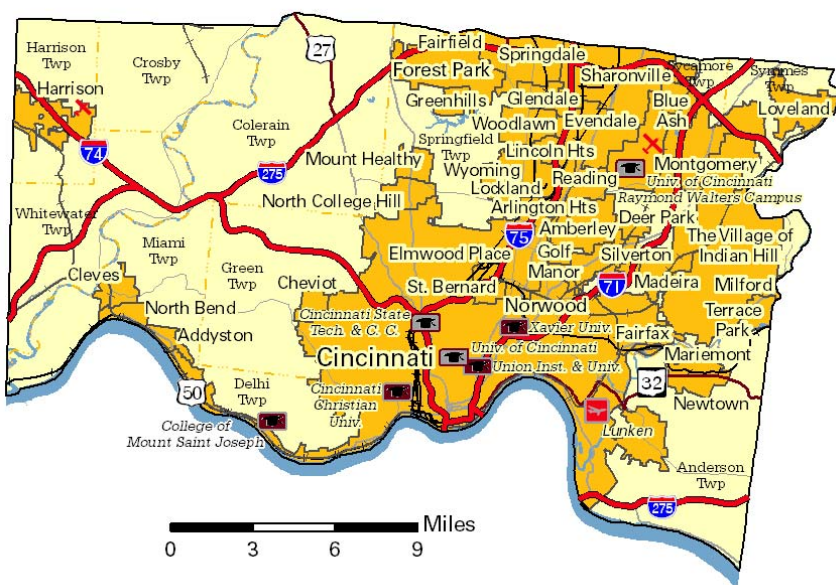 Harrison
Twp
Harrison
Crosby
Twp
27
Fairfield
Forest Park
Springdale
Sharonville
Sycamore
Twp
Symmes
Twp
Loveland
Greenhills
Glendale
Blue
Ash
Colerain
Twp
Woodlawn
Evendale
Springfield
Twp
Lincoln Hts
74
275
Mount Healthy
Wyoming
Reading
Montgomery
Lockland
Univ. of Cincinnati
Raymond Walters Campus
North College Hill
Arlington Hts
Whitewater
Twp
Deer Park
Amberley
75
Miami
Twp
The Village of
Indian Hill
Elmwood Place
Golf
Manor
Silverton
Green
Twp
Cleves
Cheviot
St. Bernard
71
Madeira
Milford
North Bend
Norwood
Terrace
Park
Addyston
Cincinnati State
Tech. & C. C.
Xavier Univ.
Fairfax
Cincinnati
Univ. of Cincinnati
Mariemont
Union Inst. & Univ.
32
50
Delhi
Twp
Cincinnati
Christian
Univ.
Newtown
College of
Mount Saint Joseph
Lunken
Anderson
Twp
275
Miles
0 3 6 9